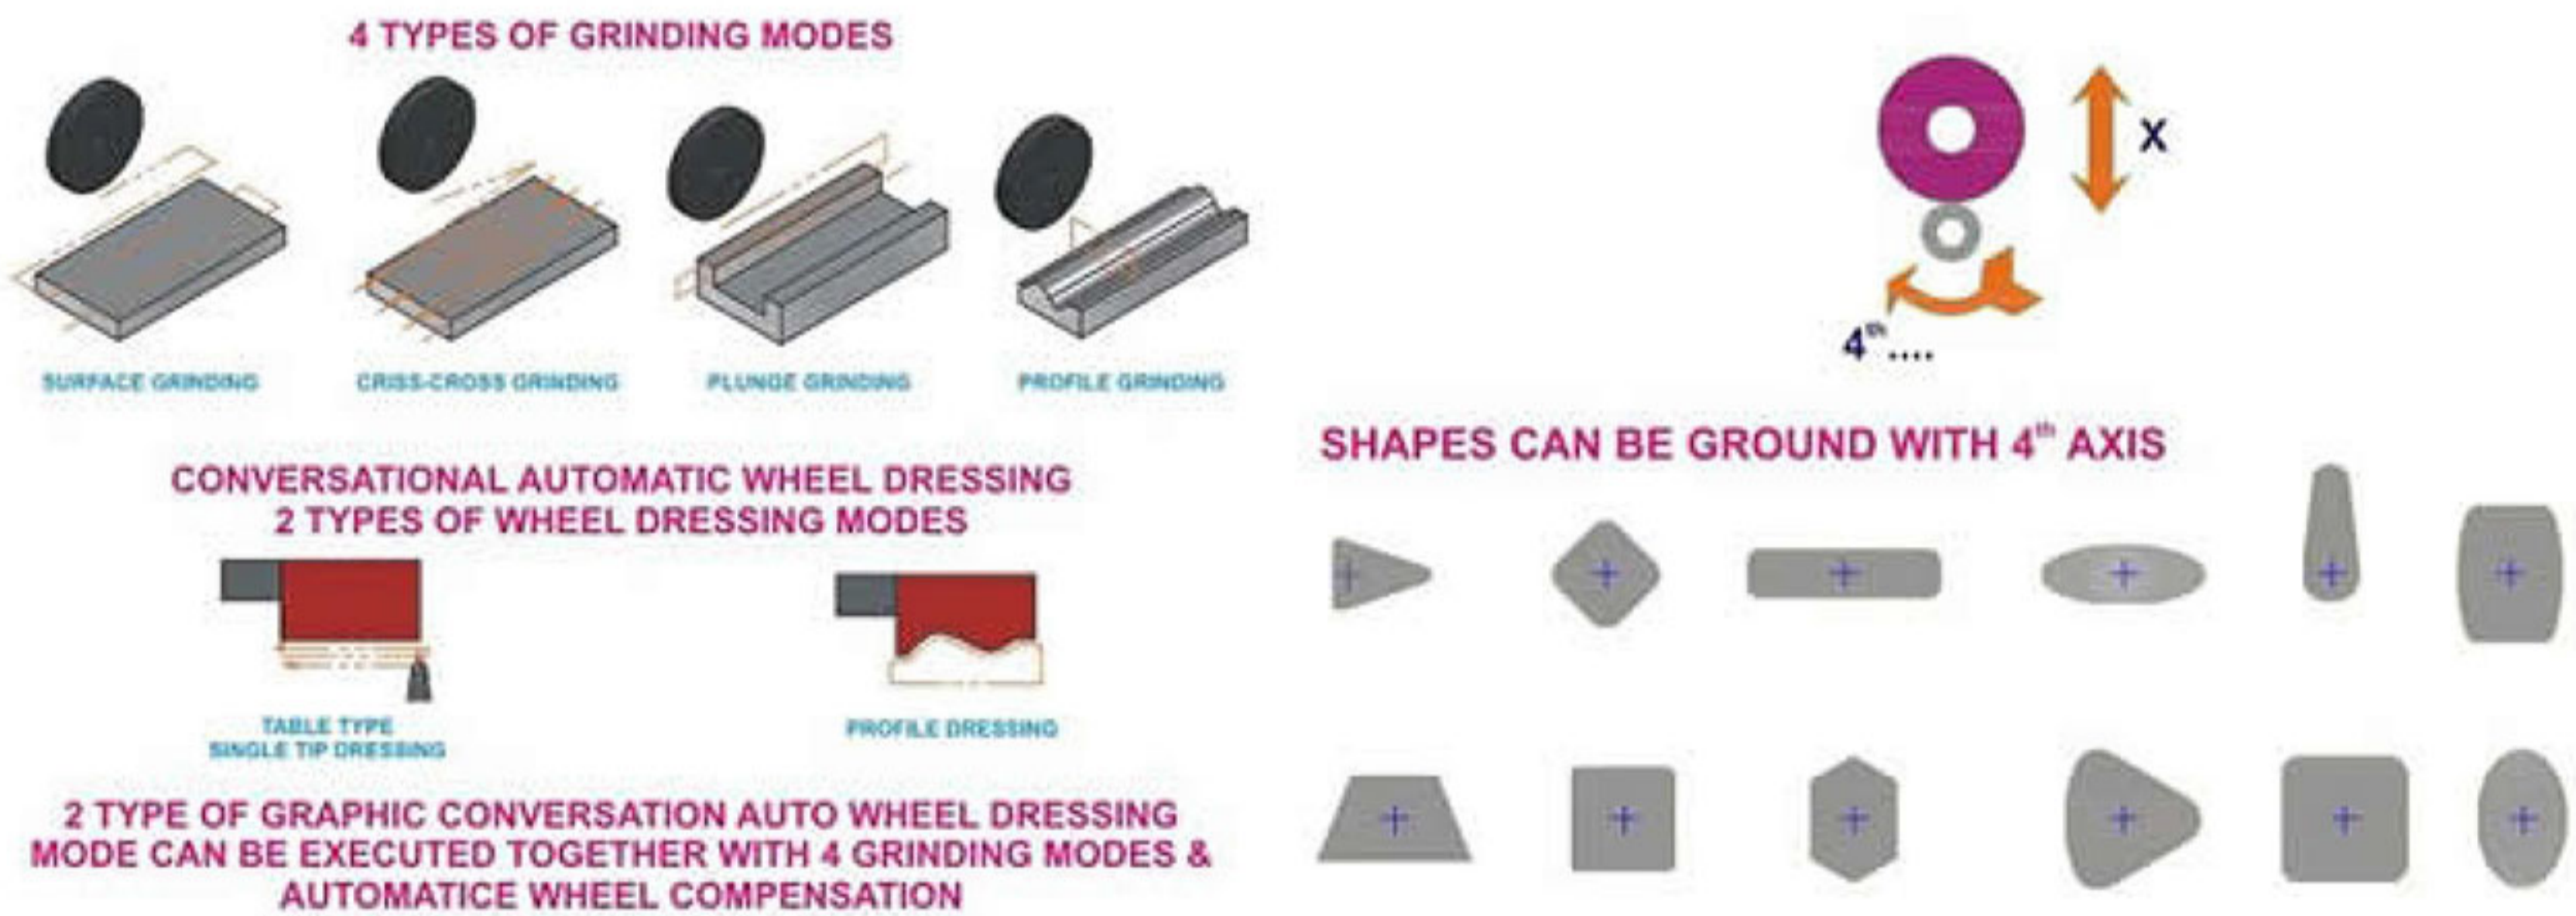 4 TYPES OF GRINDING MODES
SURFACE GRINDING
CRISS-CROSS GRINDING
PLUNGE GRINDING
PROFILE GRINDING
CONVERSATIONAL AUTOMATIC WHEEL DRESSING
2 TYPES OF WHEEL DRESSING MODES
TABLE TYPE
SINGLE TIP DRESSING
PROFILE DRESSING
2 TYPE OF GRAPHIC CONVERSATION AUTO WHEEL DRESSING
MODE CAN BE EXECUTED TOGETHER WITH 4 GRINDING MODES &
AUTOMATICE WHEEL COMPENSATION
X
4th ....
SHAPES CAN BE GROUND WITH 4th AXIS